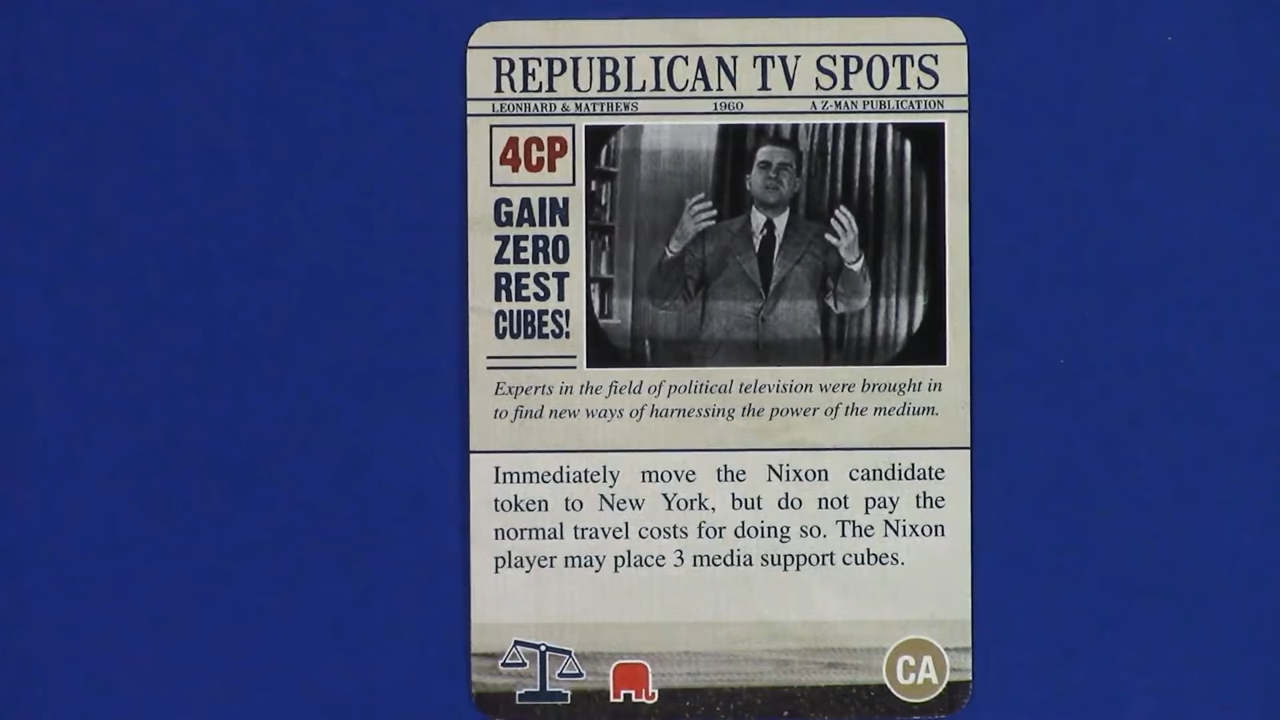 REPUBLICAN TV SPOTS
LEONHARD & MATTHEWS 1960 A Z-MAN PUBLICATION
4CP
GAIN
ZERO
REST
CUBES!
Experts in the field of political television were brought in
to find new ways of harnessing the power of the medium.
Immediately move the Nixon candidate
token to New York, but do not pay the
normal travel costs for doing so. The Nixon
player may place 3 media support cubes.
CA